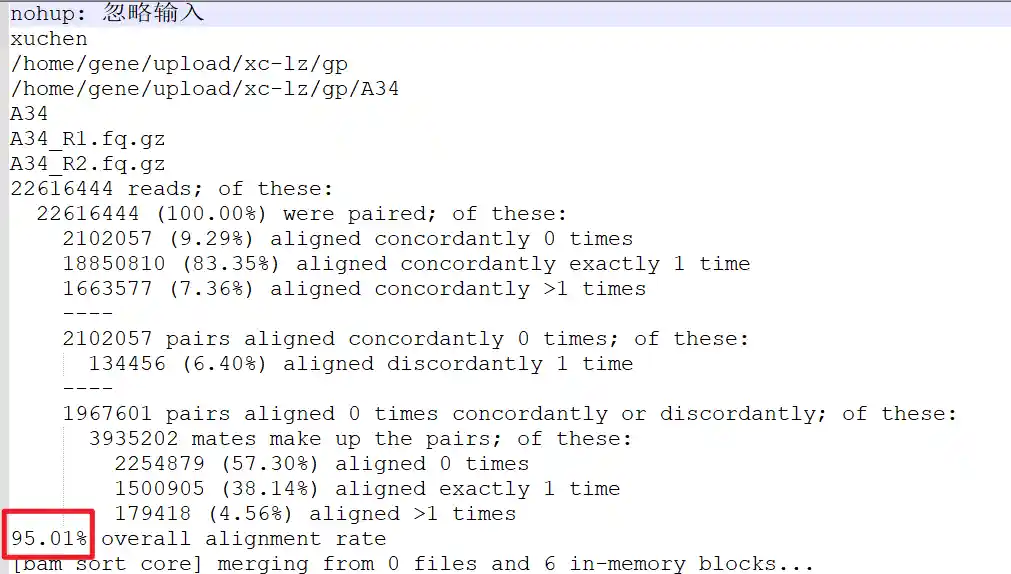 nohup: 忽略输入
xuchen
/home/gene/upload/xc-lz/gp
/home/gene/upload/xc-lz/gp/A34
A34
A34_R1.fq.gz
A34_R2.fq.gz
22616444 reads; of these:
  22616444 (100.00%) were paired; of these:
    2102057 (9.29%) aligned concordantly 0 times
    18850810 (83.35%) aligned concordantly exactly 1 time
    1663577 (7.36%) aligned concordantly >1 times
    ----
    2102057 pairs aligned concordantly 0 times; of these:
      134456 (6.40%) aligned discordantly 1 time
    ----
    1967601 pairs aligned 0 times concordantly or discordantly; of these:
      3935202 mates make up the pairs; of these:
        2254879 (57.30%) aligned 0 times
        1500905 (38.14%) aligned exactly 1 time
        179418 (4.56%) aligned >1 times
95.01% overall alignment rate
[bam_sort_core] merging from 0 files and 6 in-memory blocks...